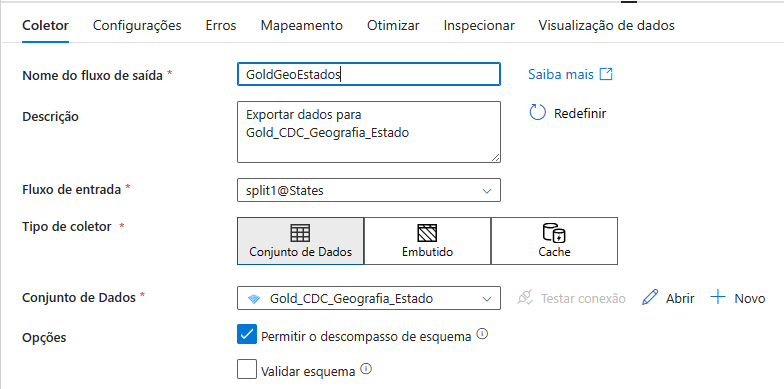 Coletor Configurações Erros Mapeamento Otimizar Inspecionar Visualização de dados
Nome do fluxo de saída * GoldGeoEstados Saiba mais
Descrição Exportar dados para Redefinir
Gold_CDC_Geografia_Estado
Fluxo de entrada * split1@States
Tipo de coletor *
Conjunto de Dados Embutido Cache
Conjunto de Dados * Gold_CDC_Geografia_Estado Testar conexão Abrir Novo
Opções Permitir o descompasso de esquema
Validar esquema